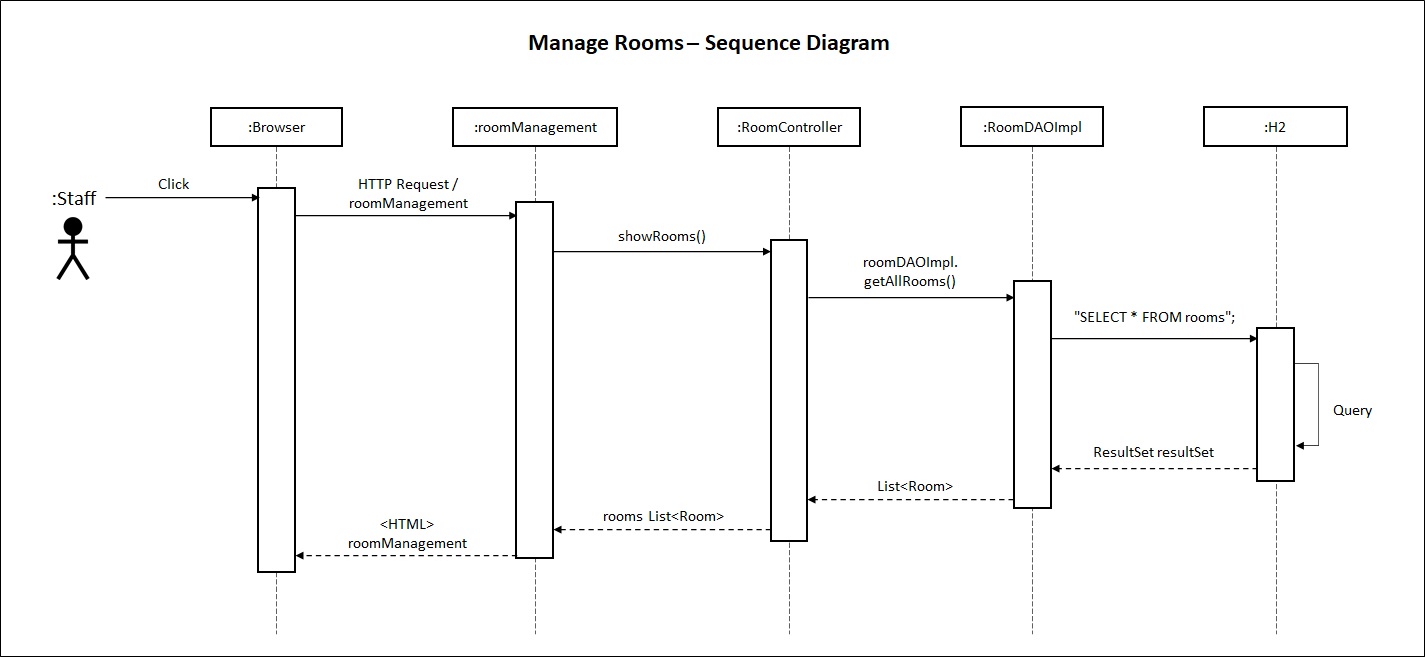 Manage Rooms – Sequence Diagram
:Browser
:roomManagement
:RoomController
:RoomDAOImpl
:H2
:Staff
Click
HTTP Request /
roomManagement
showRooms()
roomDAOImpl.
getAllRooms()
"SELECT * FROM rooms";
Query
ResultSet resultSet
List<Room>
rooms List<Room>
<HTML>
roomManagement